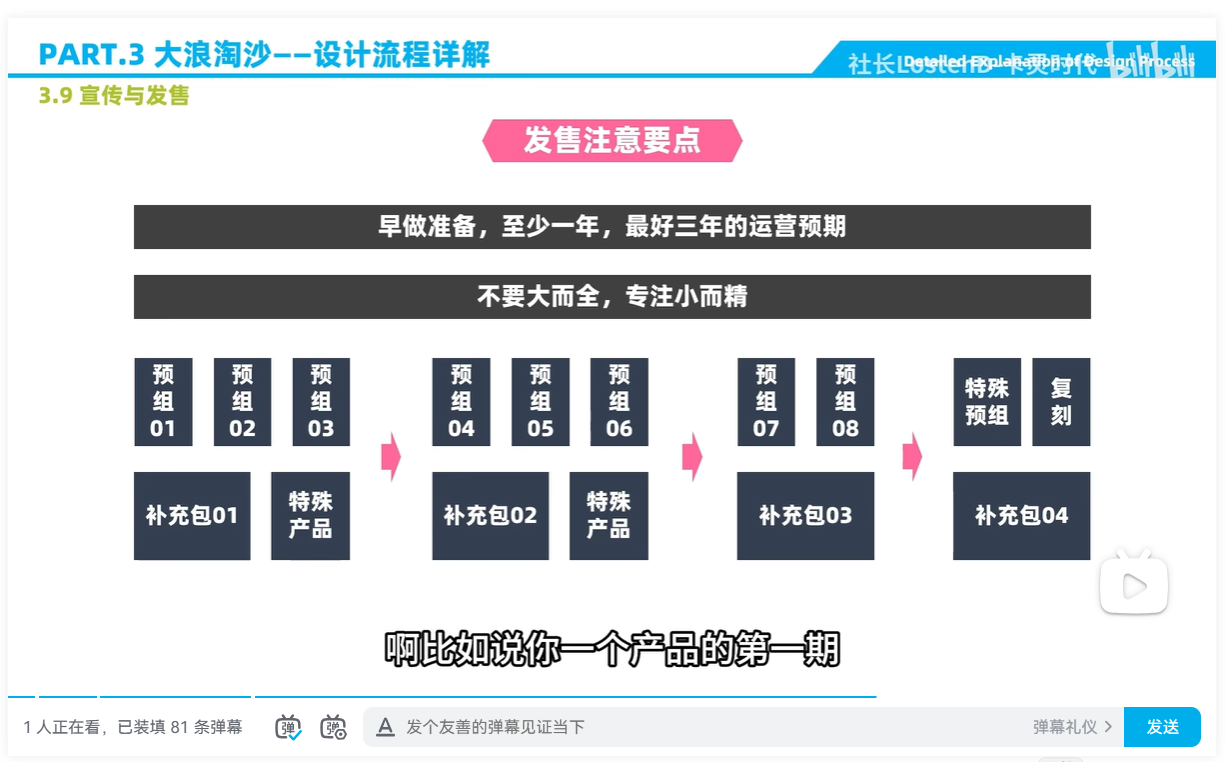 PART.3 大浪淘沙——设计流程详解
社长LostenD-卡灵时代 bilibili
Detailed Explanation of Design Process
3.9 宣传与发售
发售注意要点
早做准备，至少一年，最好三年的运营预期
不要大而全，专注小而精
预组01
预组02
预组03
预组04
预组05
预组06
预组07
预组08
特殊预组
复刻
补充包01
特殊产品
补充包02
特殊产品
补充包03
补充包04
啊比如说你一个产品的第一期
1 人正在看，已装填 81 条弹幕
弹
弹
A
发个友善的弹幕见证当下
弹幕礼仪 >
发送